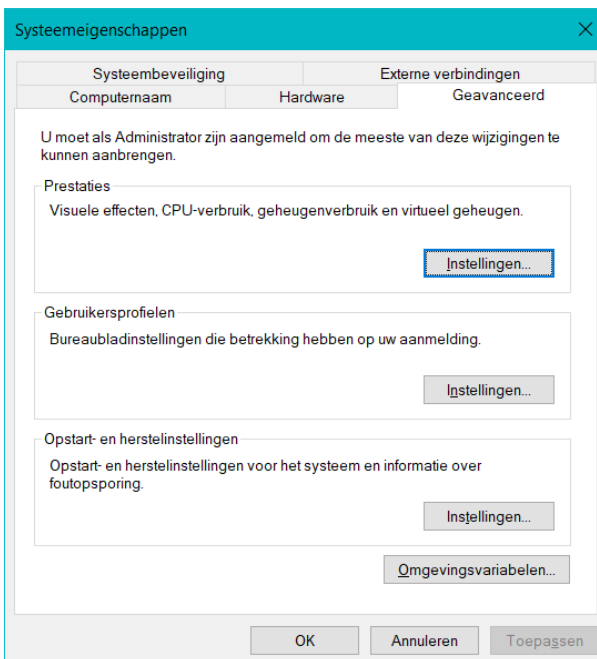 Systeemeigenschappen
Systeembeveiliging
Externe verbindingen
Computernaam
Hardware
Geavanceerd
U moet als Administrator zijn aangemeld om de meeste van deze wijzigingen te
kunnen aanbrengen.
Prestaties
Visuele effecten, CPU-verbruik, geheugenverbruik en virtueel geheugen.
Instellingen...
Gebruikersprofielen
Bureaubladinstellingen die betrekking hebben op uw aanmelding.
Instellingen...
Opstart- en herstelinstellingen
Opstart- en herstelinstellingen voor het systeem en informatie over
foutopsporing.
Instellingen...
Omgevingsvariabelen...
OK
Annuleren
Toepassen